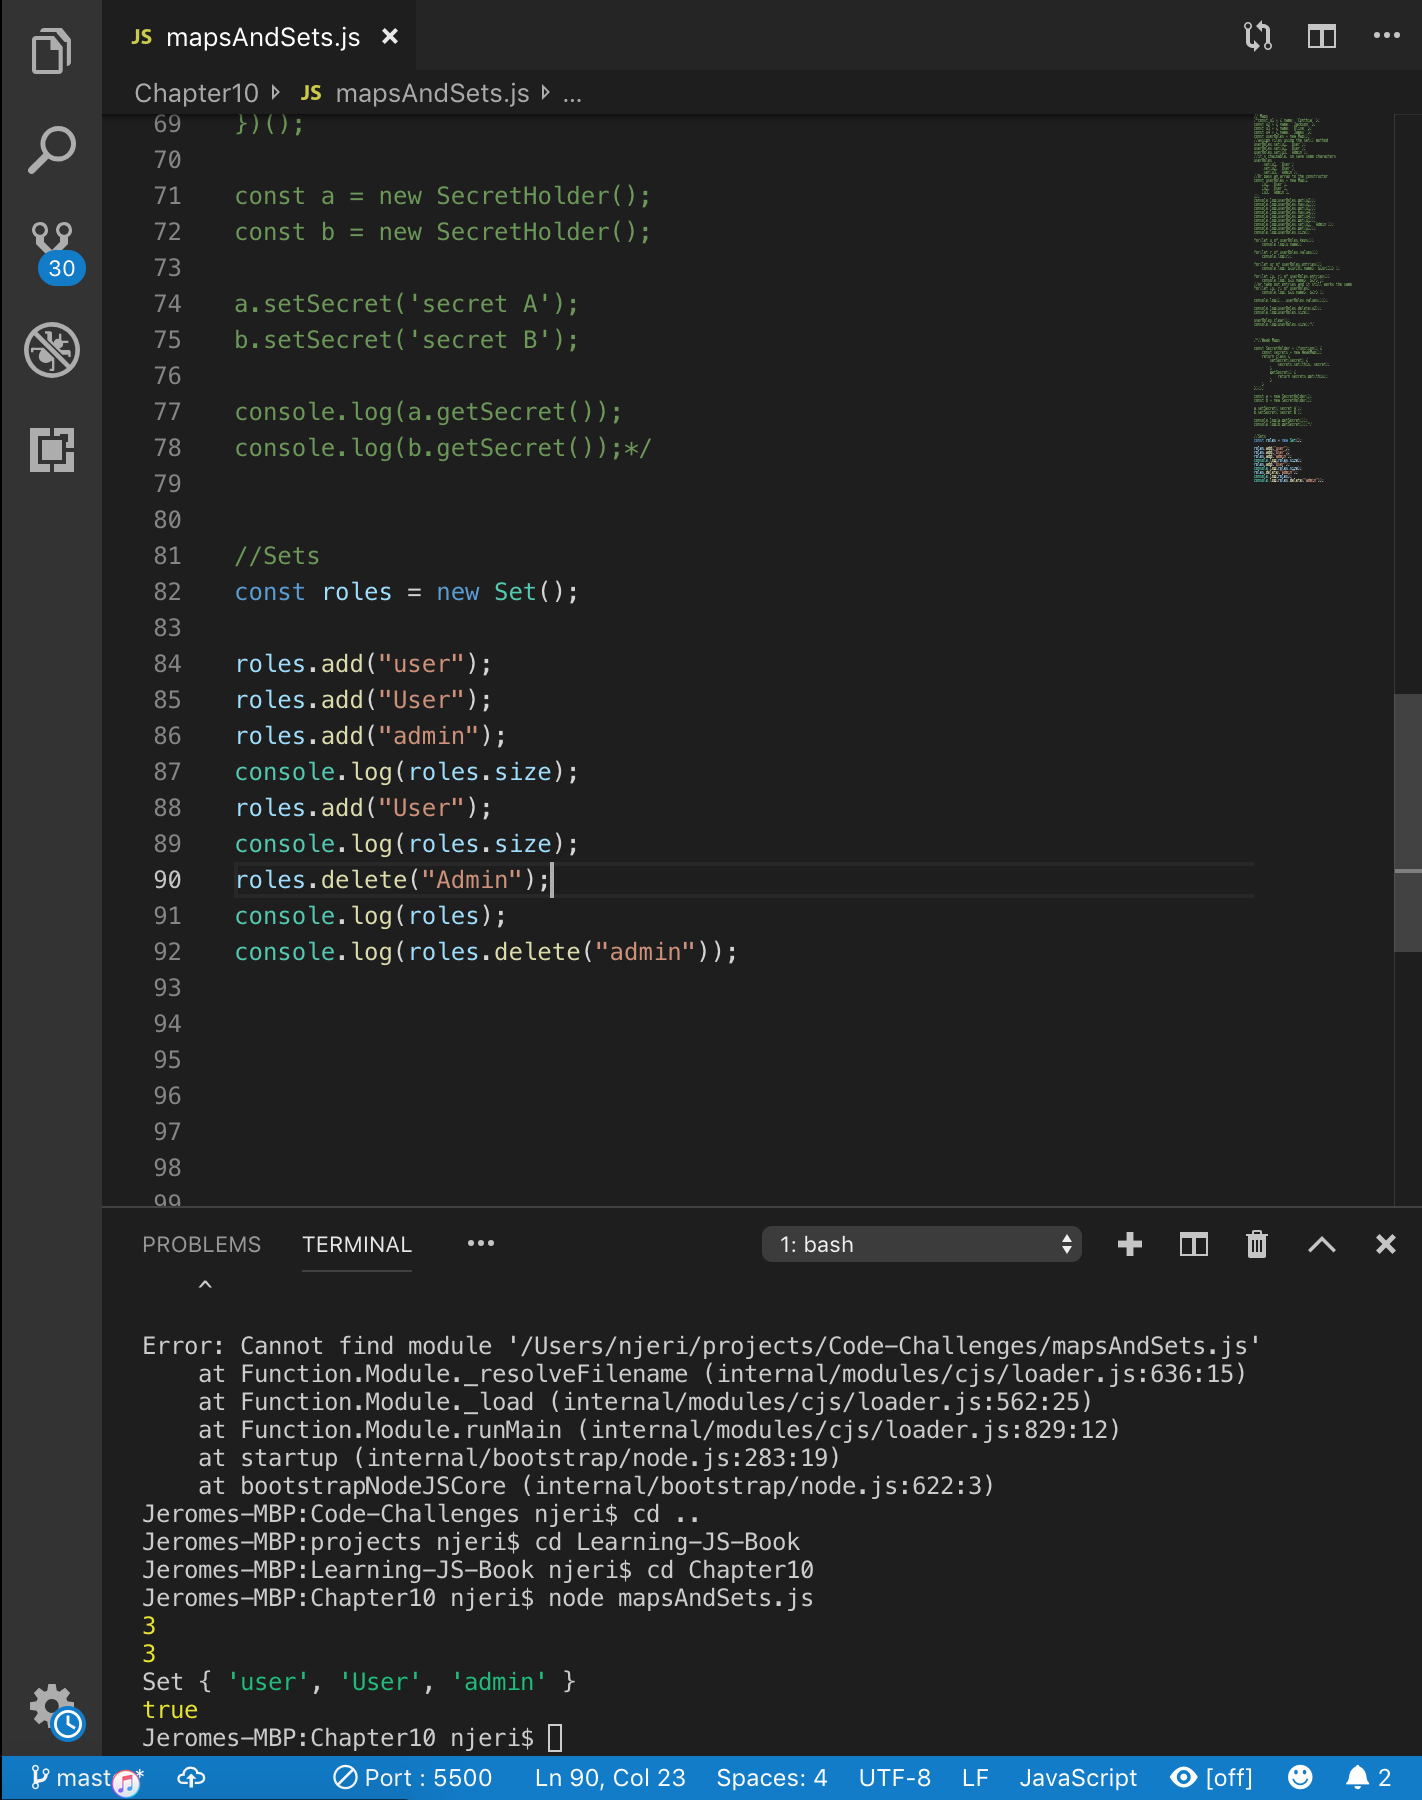 JS mapsAndSets.js ×
Chapter10 JS mapsAndSets.js ...
69 })();
70
71 const a = new SecretHolder();
72 const b = new SecretHolder();
73
74 a.setSecret('secret A');
75 b.setSecret('secret B');
76
77 console.log(a.getSecret());
78 console.log(b.getSecret());*/
79
80
81 //Sets
82 const roles = new Set();
83
84 roles.add("user");
85 roles.add("User");
86 roles.add("admin");
87 console.log(roles.size);
88 roles.add("User");
89 console.log(roles.size);
90 roles.delete("Admin");
91 console.log(roles);
92 console.log(roles.delete("admin"));
93
94
95
96
97
98
99
30
PROBLEMS TERMINAL ••• 1: bash
^
Error: Cannot find module '/Users/njeri/projects/Code-Challenges/mapsAndSets.js'
at Function.Module._resolveFilename (internal/modules/cjs/loader.js:636:15)
at Function.Module._load (internal/modules/cjs/loader.js:562:25)
at Function.Module.runMain (internal/modules/cjs/loader.js:829:12)
at startup (internal/bootstrap/node.js:283:19)
at bootstrapNodeJSCore (internal/bootstrap/node.js:622:3)
Jeromes-MBP:Code-Challenges njeri$ cd ..
Jeromes-MBP:projects njeri$ cd Learning-JS-Book
Jeromes-MBP:Learning-JS-Book njeri$ cd Chapter10
Jeromes-MBP:Chapter10 njeri$ node mapsAndSets.js
3
3
Set { 'user', 'User', 'admin' }
true
Jeromes-MBP:Chapter10 njeri$
Port : 5500 Ln 90, Col 23 Spaces: 4 UTF-8 LF JavaScript [off] 2